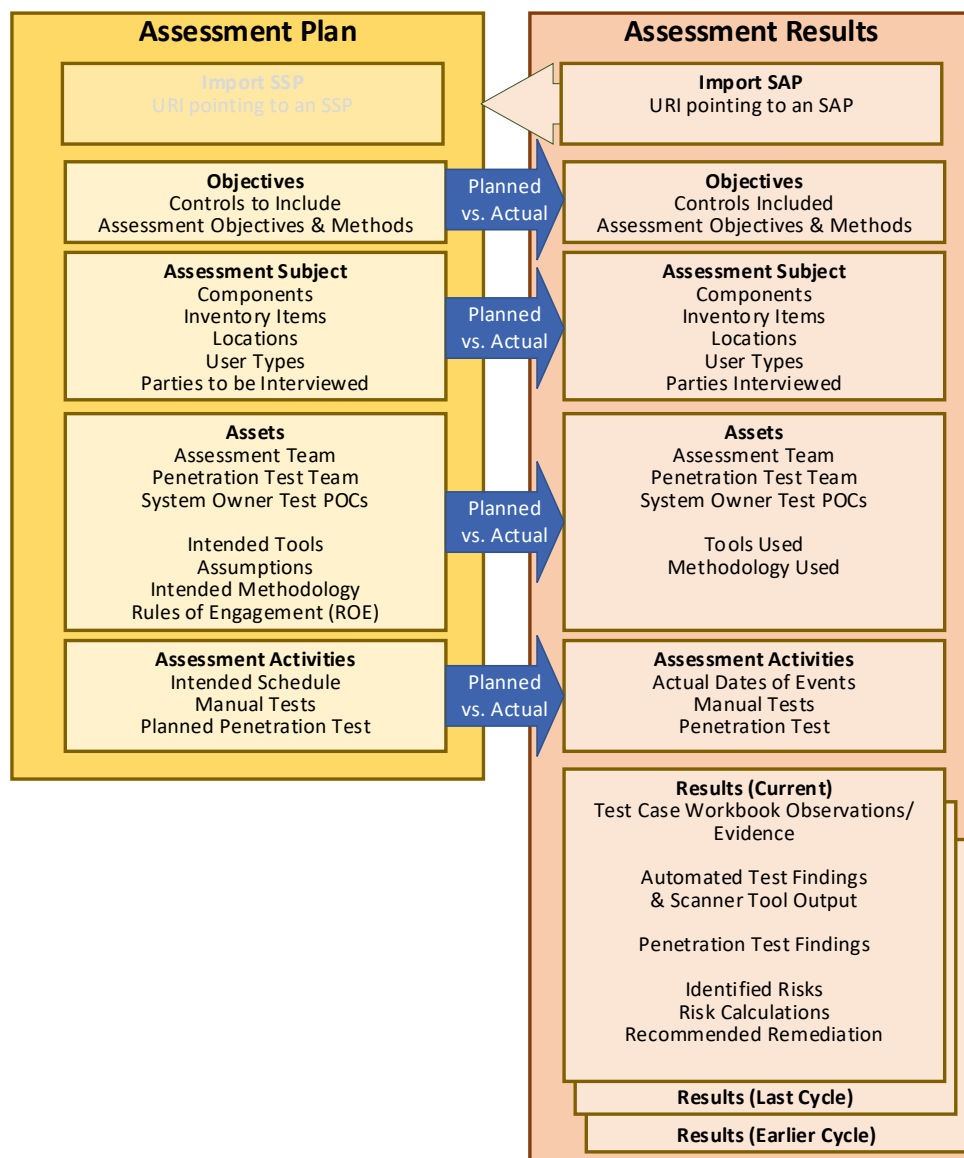 Assessment Plan
Import SSP
URI pointing to an SSP
Objectives
Controls to Include
Assessment Objectives & Methods
Assessment Subject
Components
Inventory Items
Locations
User Types
Parties to be Interviewed
Assets
Assessment Team
Penetration Test Team
System Owner Test POCs
Intended Tools
Assumptions
Intended Methodology
Rules of Engagement (ROE)
Assessment Activities
Intended Schedule
Manual Tests
Planned Penetration Test
Planned
vs. Actual
Planned
vs. Actual
Planned
vs. Actual
Planned
vs. Actual
Assessment Results
Import SAP
URI pointing to an SAP
Objectives
Controls Included
Assessment Objectives & Methods
Assessment Subject
Components
Inventory Items
Locations
User Types
Parties Interviewed
Assets
Assessment Team
Penetration Test Team
System Owner Test POCs
Tools Used
Methodology Used
Assessment Activities
Actual Dates of Events
Manual Tests
Penetration Test
Results (Current)
Test Case Workbook Observations/
Evidence
Automated Test Findings
& Scanner Tool Output
Penetration Test Findings
Identified Risks
Risk Calculations
Recommended Remediation
Results (Last Cycle)
Results (Earlier Cycle)